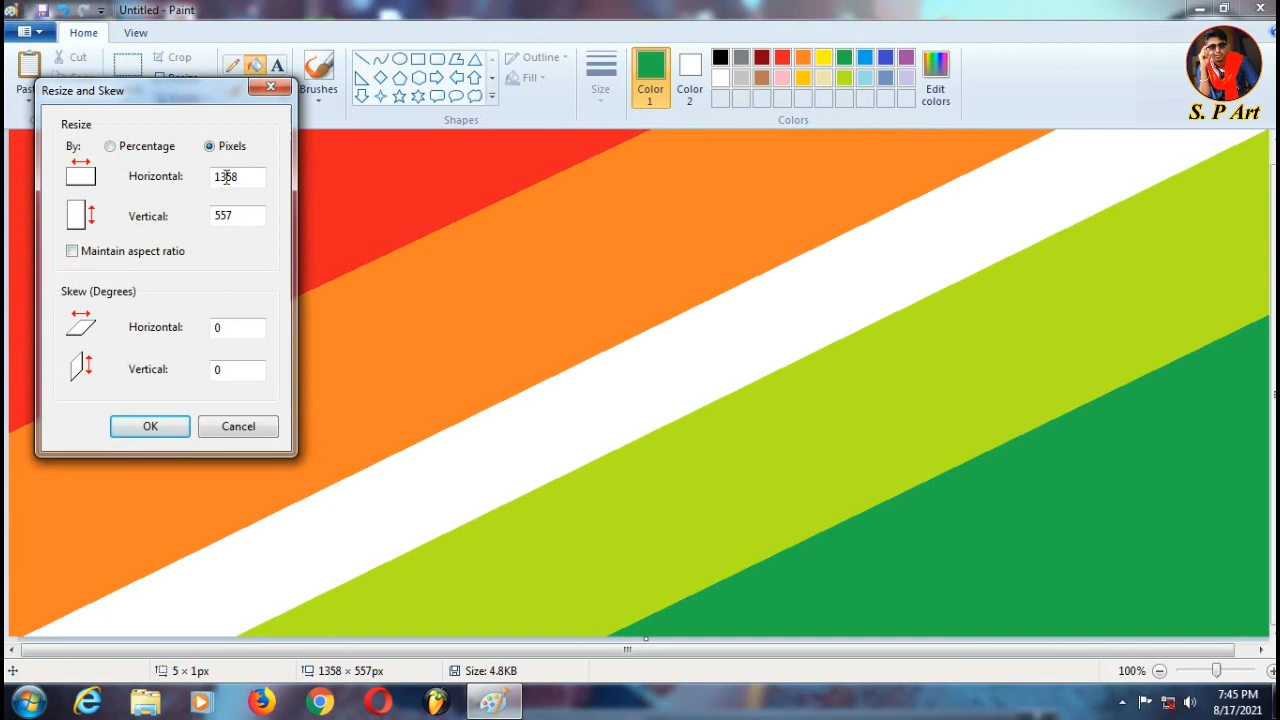 Untitled - Paint
Home
View
Cut
Crop
Past
Brushes
Outline
Fill
Size
Color
1
Color
2
Edit
colors
Shapes
Colors
S. P Art
Resize and Skew
Resize
By:
Percentage
Pixels
Horizontal:
1358
Vertical:
557
Maintain aspect ratio
Skew (Degrees)
Horizontal:
0
Vertical:
0
OK
Cancel
5 × 1px
1358 × 557px
Size: 4.8KB
100%
7:45 PM
8/17/2021